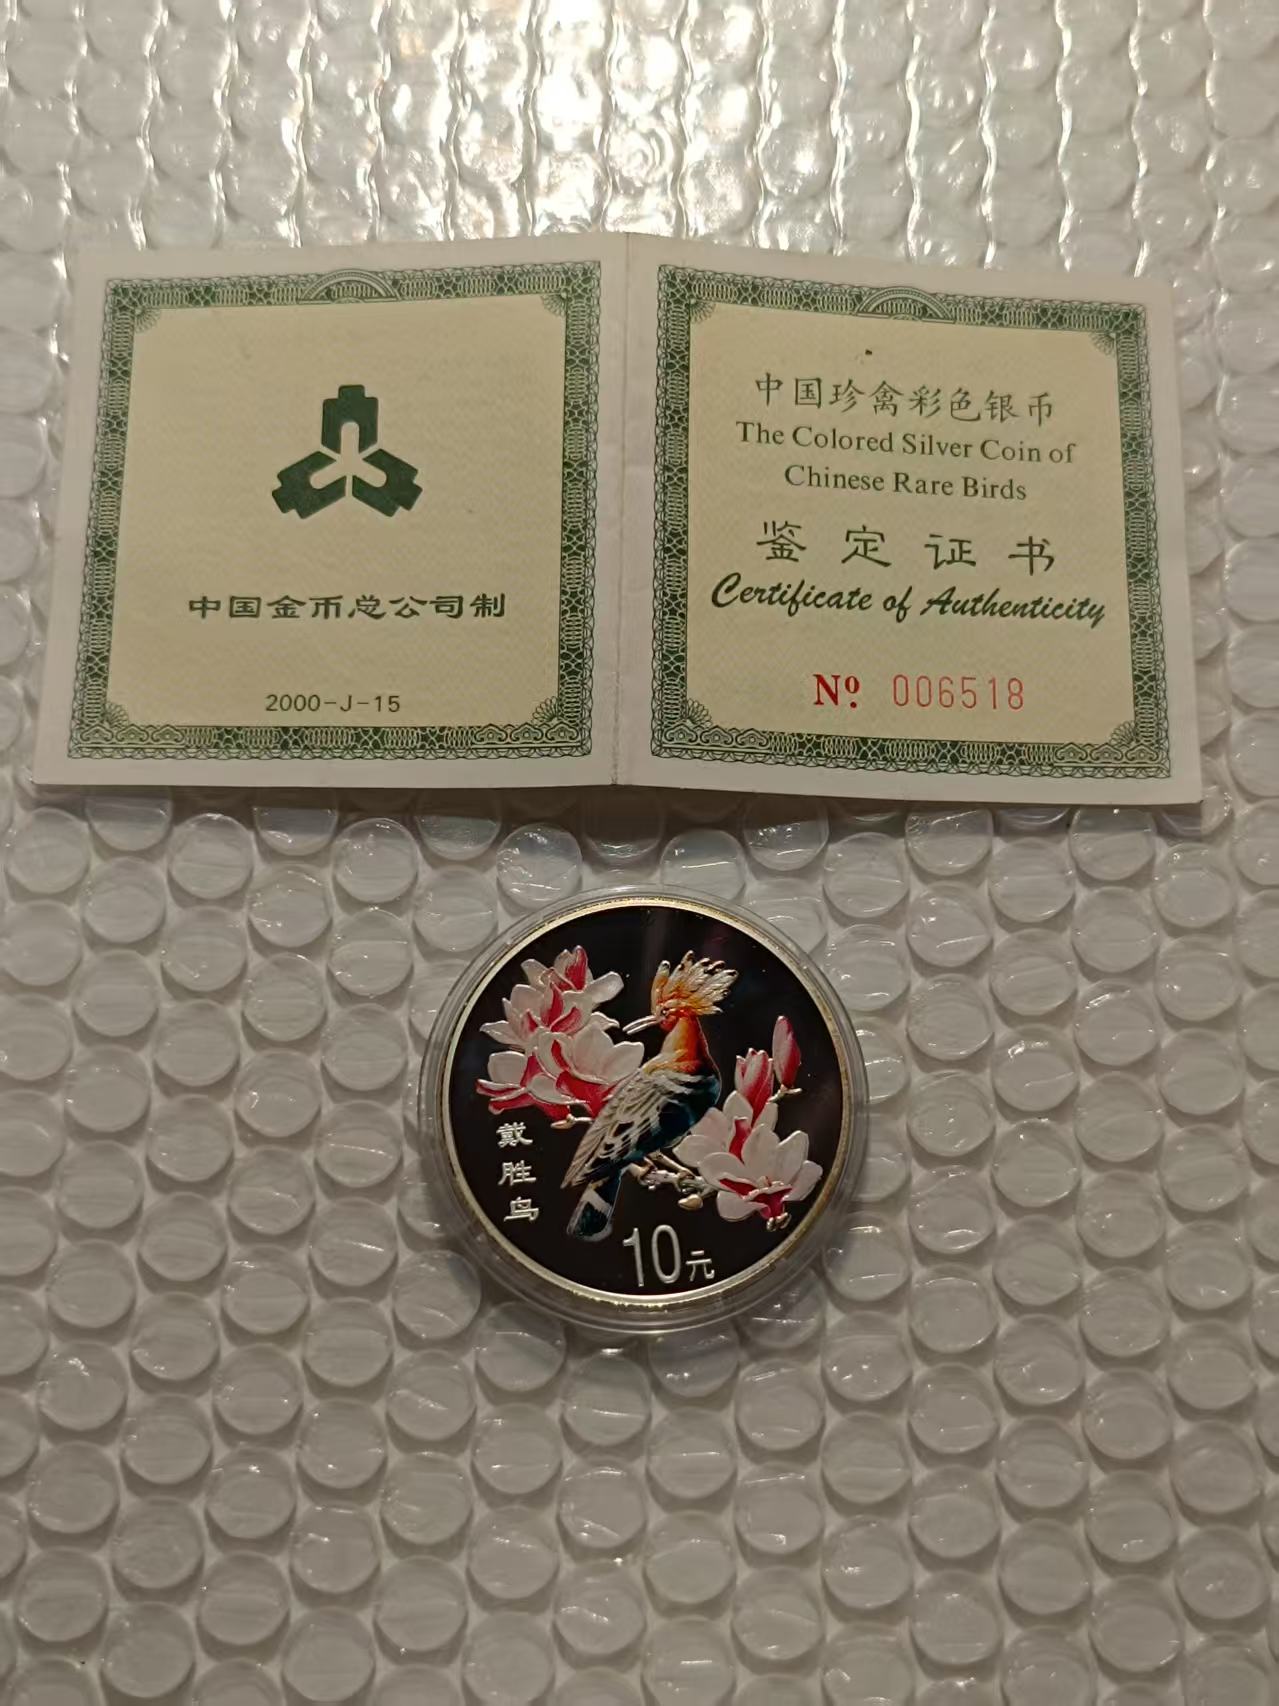 中国金币总公司制
2000-J-15
中国珍禽彩色银币
The Colored Silver Coin of
Chinese Rare Birds
鉴定证书
Certificate of Authenticity
Nº 006518
戴胜鸟
10元